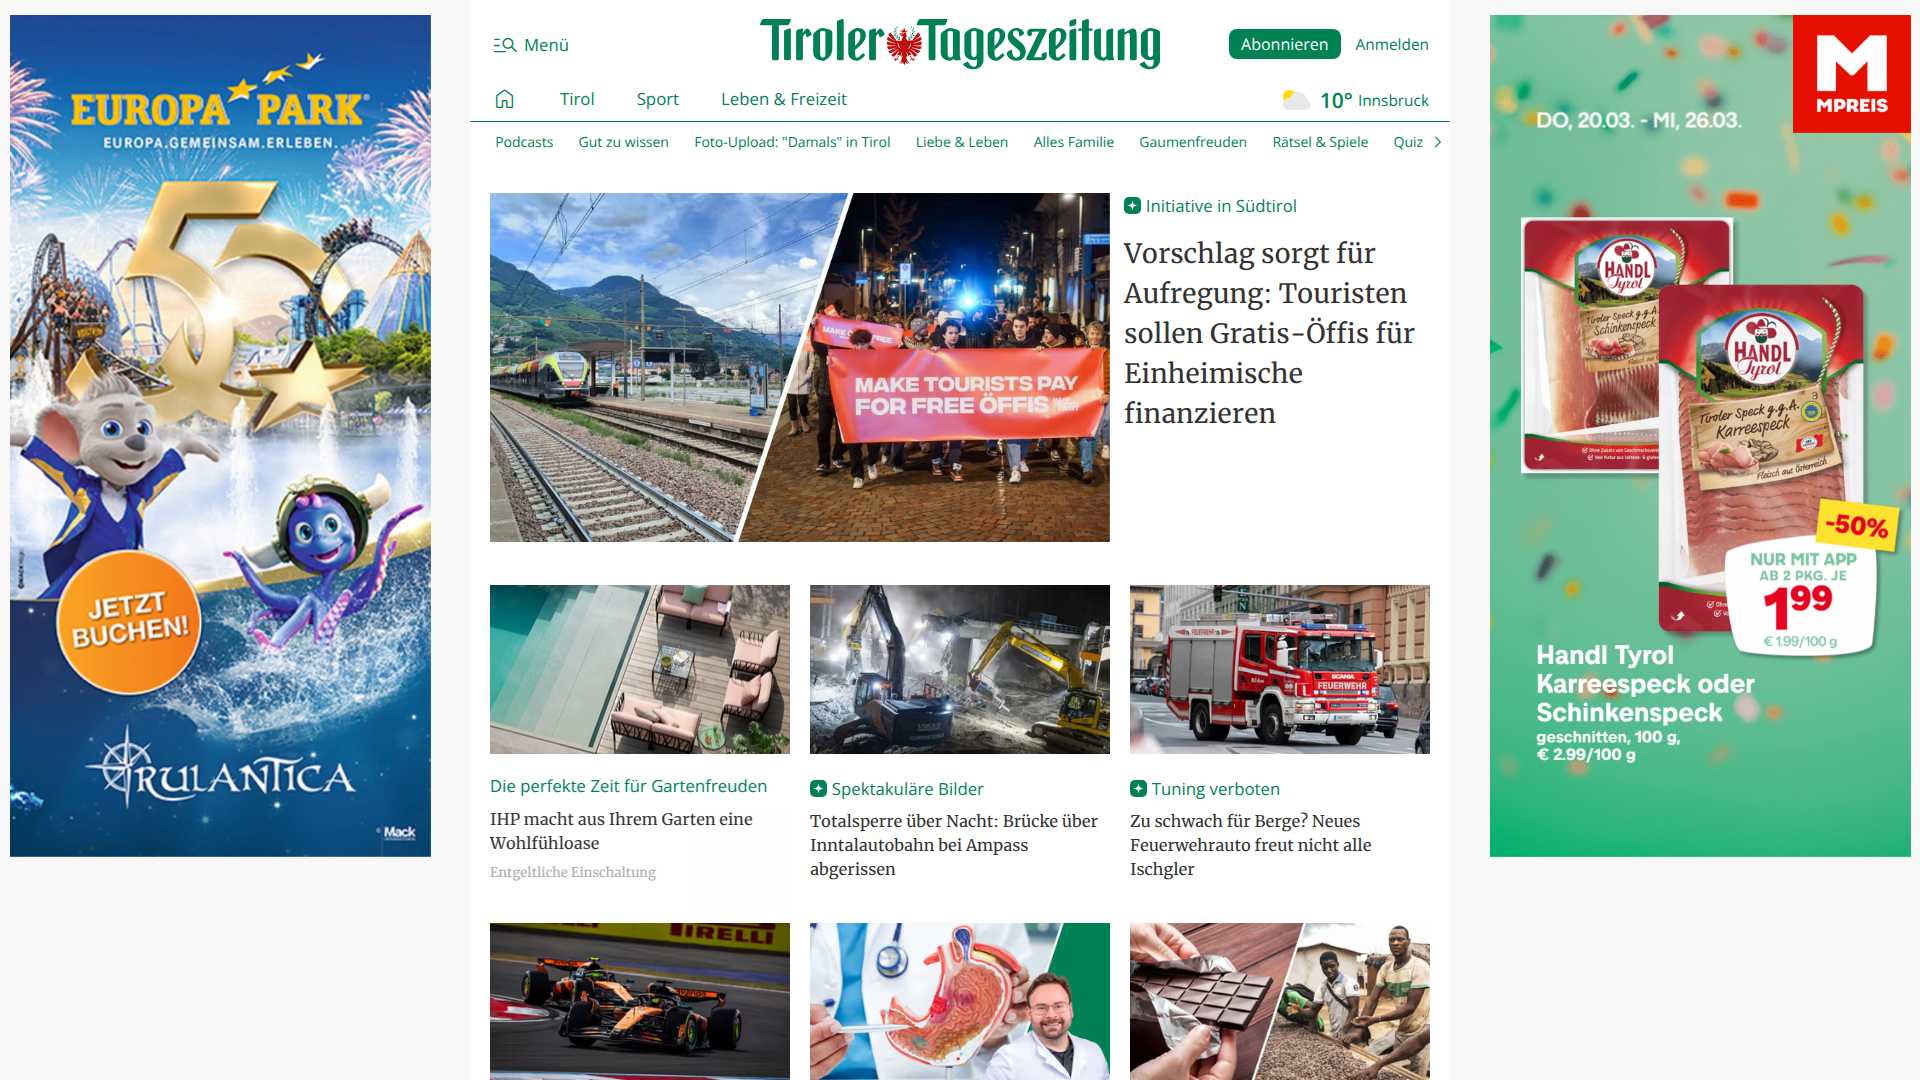 EUROPA PARK
EUROPA.GEMEINSAM.ERLEBEN.
50
JETZT
BUCHEN!
RULANTICA
Mack
Menü
Tiroler Tageszeitung
Abonnieren
Anmelden
Tirol
Sport
Leben & Freizeit
10° Innsbruck
Podcasts
Gut zu wissen
Foto-Upload: "Damals" in Tirol
Liebe & Leben
Alles Familie
Gaumenfreuden
Rätsel & Spiele
Quiz
MAKE TOURISTS PAY
FOR FREE ÖFFIS
Initiative in Südtirol
Vorschlag sorgt für
Aufregung: Touristen
sollen Gratis-Öffis für
Einheimische
finanzieren
SCANIA
FEUERWEHR
Die perfekte Zeit für Gartenfreuden
IHP macht aus Ihrem Garten eine
Wohlfühloase
Entgeltliche Einschaltung
Spektakuläre Bilder
Totalsperre über Nacht: Brücke über
Inntalautobahn bei Ampass
abgerissen
Tuning verboten
Zu schwach für Berge? Neues
Feuerwehrauto freut nicht alle
Ischgler
PIRELLI
M
MPREIS
DO, 20.03. - MI, 26.03.
HANDL
Tyrol
Tiroler Speck g.g.A.
Schinkenspeck
HANDL
Tyrol
Tiroler Speck g.g.A.
Karreespeck
Fleisch aus Österreich
-50%
NUR MIT APP
AB 2 PKG. JE
1.99
€ 1.99/100 g
Handl Tyrol
Karreespeck oder
Schinkenspeck
geschnitten, 100 g,
€ 2.99/100 g